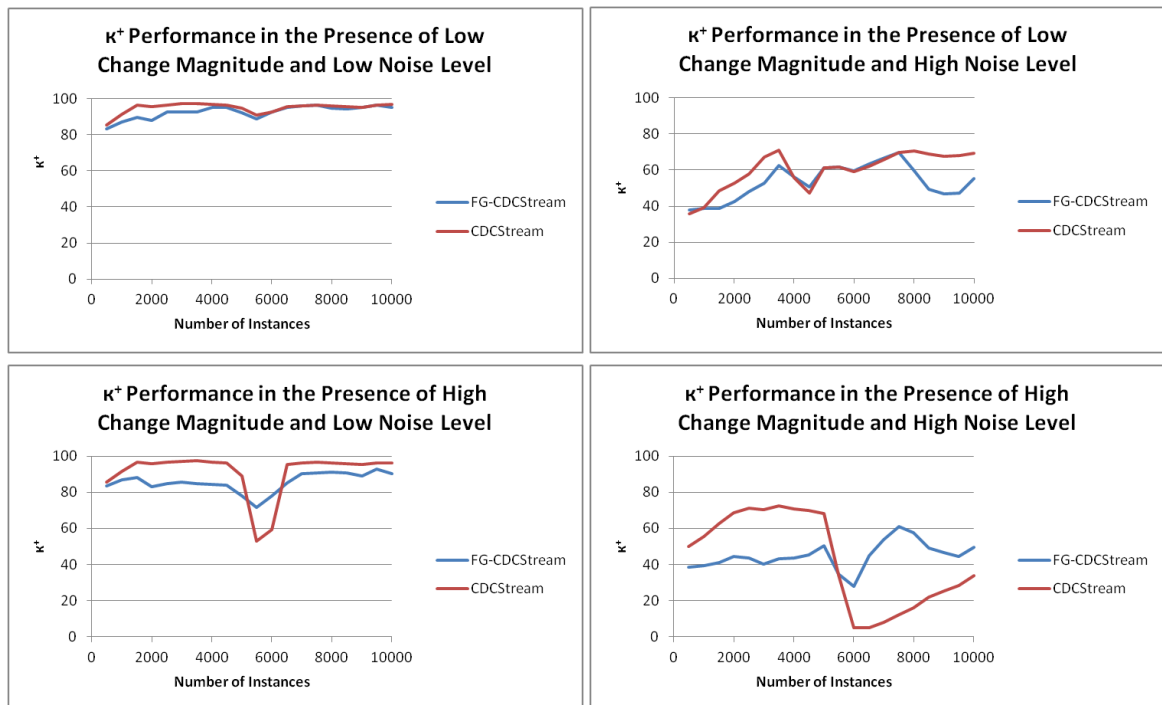 κ⁺ Performance in the Presence of Low
Change Magnitude and Low Noise Level
100
80
60
40
20
0
κ⁺
0 2000 4000 6000 8000 10000
Number of Instances
FG-CDCStream
CDCStream
κ⁺ Performance in the Presence of Low
Change Magnitude and High Noise Level
100
80
60
40
20
0
κ⁺
0 2000 4000 6000 8000 10000
Number of Instances
FG-CDCStream
CDCStream
κ⁺ Performance in the Presence of High
Change Magnitude and Low Noise Level
100
80
60
40
20
0
κ⁺
0 2000 4000 6000 8000 10000
Number of Instances
FG-CDCStream
CDCStream
κ⁺ Performance in the Presence of High
Change Magnitude and High Noise Level
100
80
60
40
20
0
κ⁺
0 2000 4000 6000 8000 10000
Number of Instances
FG-CDCStream
CDCStream